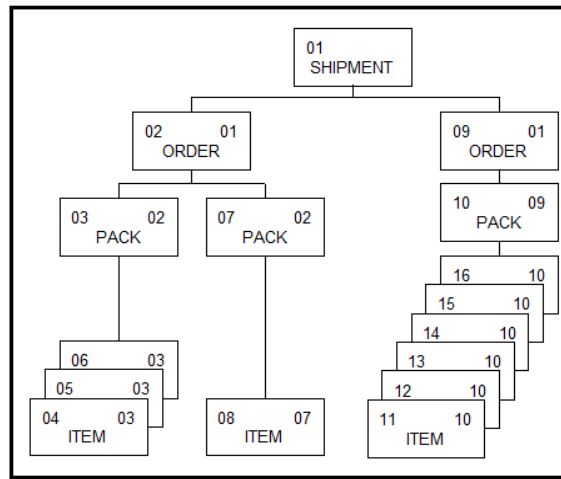 01
SHIPMENT
02 01
ORDER
09 01
ORDER
03 02
PACK
07 02
PACK
10 09
PACK
06 03
05 03
04 03
ITEM
08 07
ITEM
16 10
15 10
14 10
13 10
12 10
11 10
ITEM